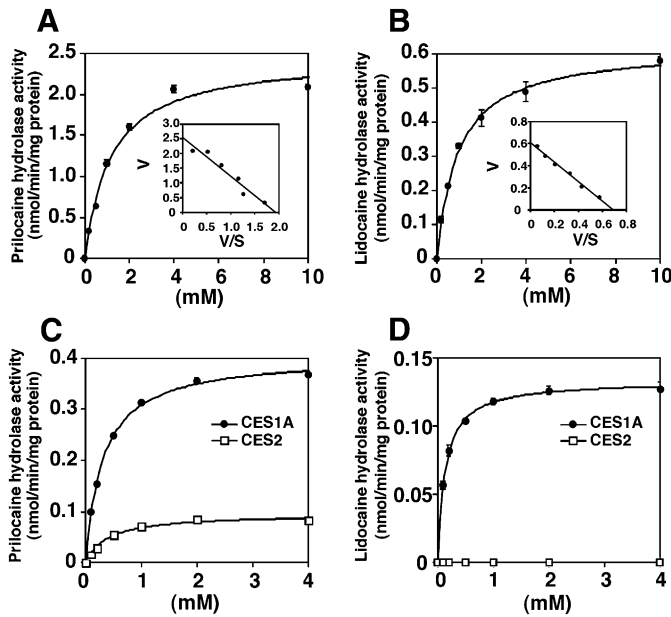 A
Prilocaine hydrolase activity
(nmol/min/mg protein)
2.5
2.0
1.5
1.0
0.5
0
0 2 4 6 8 10
(mM)
V
3.0
2.5
2.0
1.5
1.0
0.5
0
0 0.5 1.0 1.5 2.0
V/S
B
Lidocaine hydrolase activity
(nmol/min/mg protein)
0.6
0.5
0.4
0.3
0.2
0.1
0
0 2 4 6 8 10
(mM)
V
0.8
0.6
0.4
0.2
0
0 0.2 0.4 0.6 0.8
V/S
C
Prilocaine hydrolase activity
(nmol/min/mg protein)
0.4
0.3
0.2
0.1
0
0 1 2 3 4
(mM)
CES1A
CES2
D
Lidocaine hydrolase activity
(nmol/min/mg protein)
0.15
0.10
0.05
0
0 1 2 3 4
(mM)
CES1A
CES2